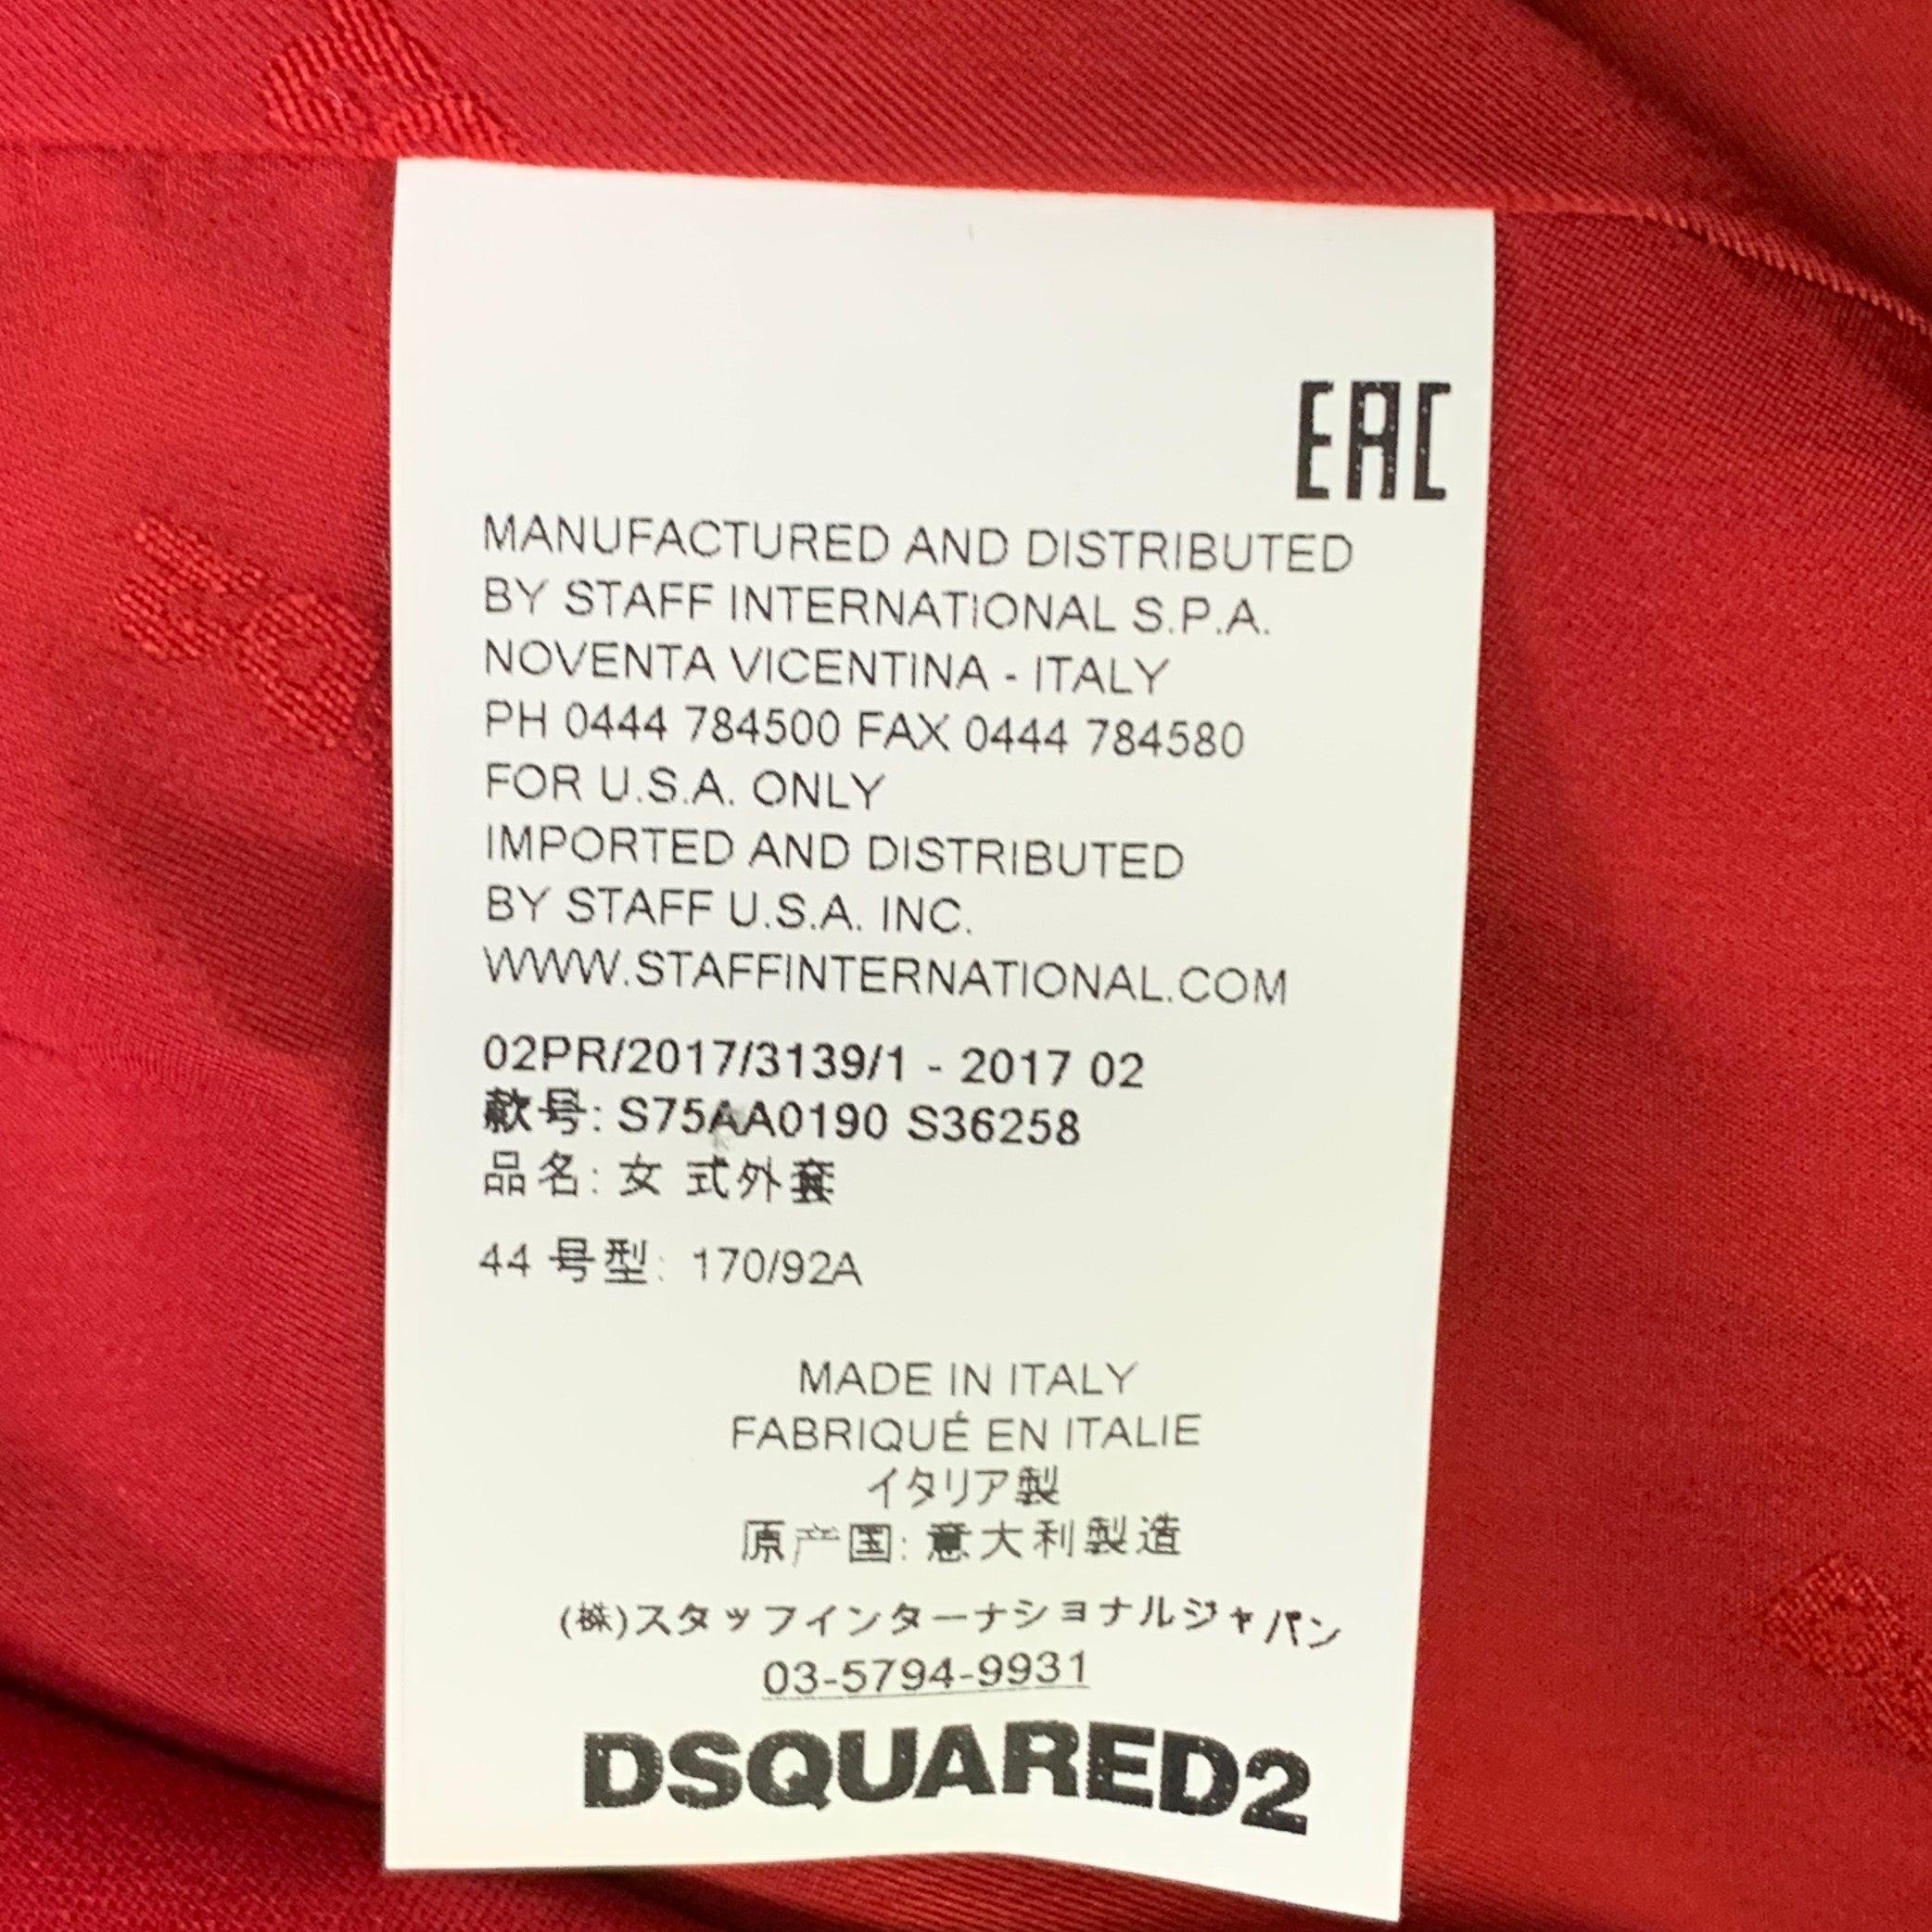 EAC
MANUFACTURED AND DISTRIBUTED
BY STAFF INTERNATIONAL S.P.A.
NOVENTA VICENTINA - ITALY
PH 0444 784500 FAX 0444 784580
FOR U.S.A. ONLY
IMPORTED AND DISTRIBUTED
BY STAFF U.S.A. INC.
WWW.STAFFINTERNATIONAL.COM
02PR/2017/3139/1 - 2017 02
款号: S75AA0190 S36258
品名: 女 式外套
44 号型: 170/92A
MADE IN ITALY
FABRIQUÉ EN ITALIE
イタリア製
原产国: 意大利製造
(株)スタッフインターナショナルジャパン
03-5794-9931
DSQUARED2